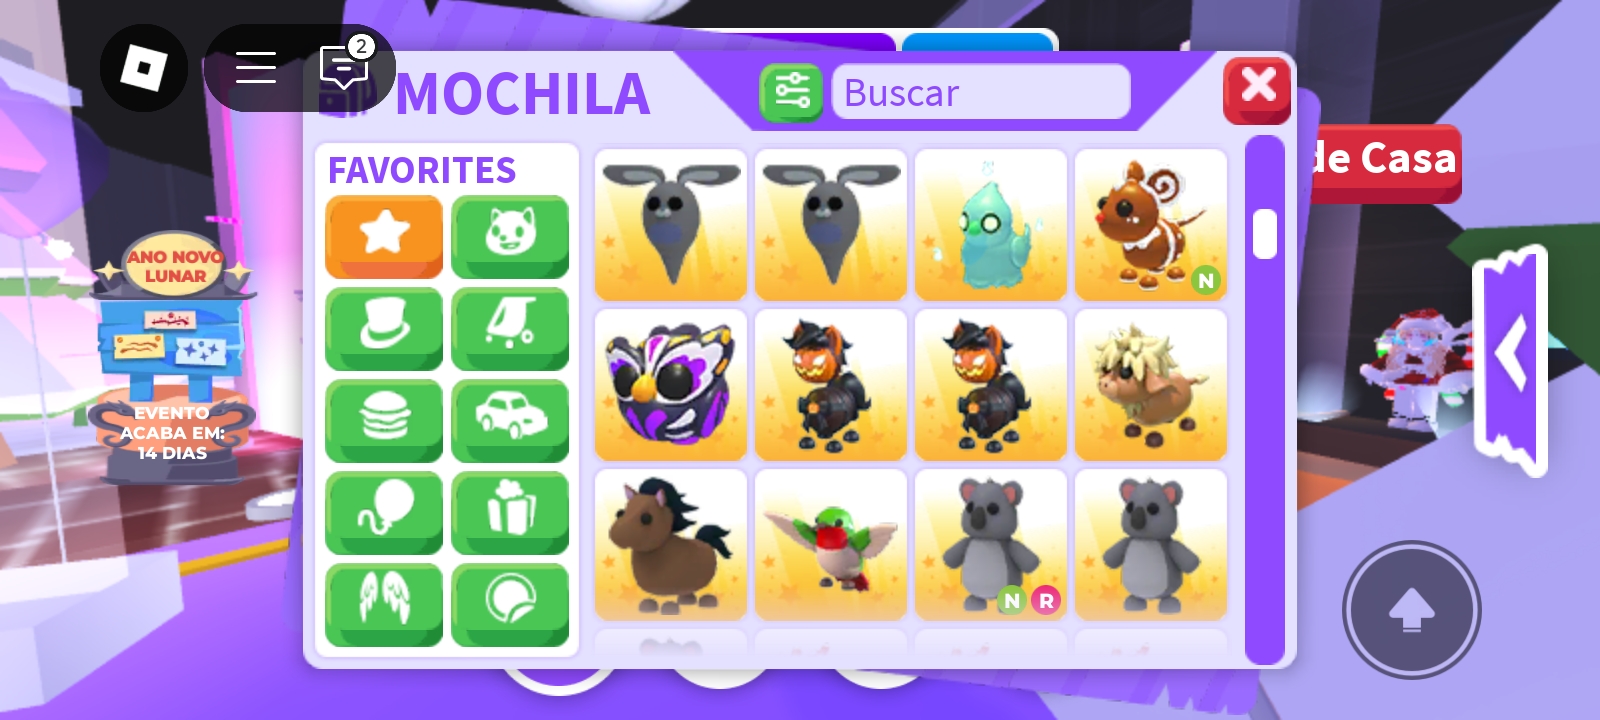 2
MOCHILA
Buscar
de Casa
FAVORITES
ANO NOVO
LUNAR
EVENTO
ACABA EM:
14 DIAS
N
N R